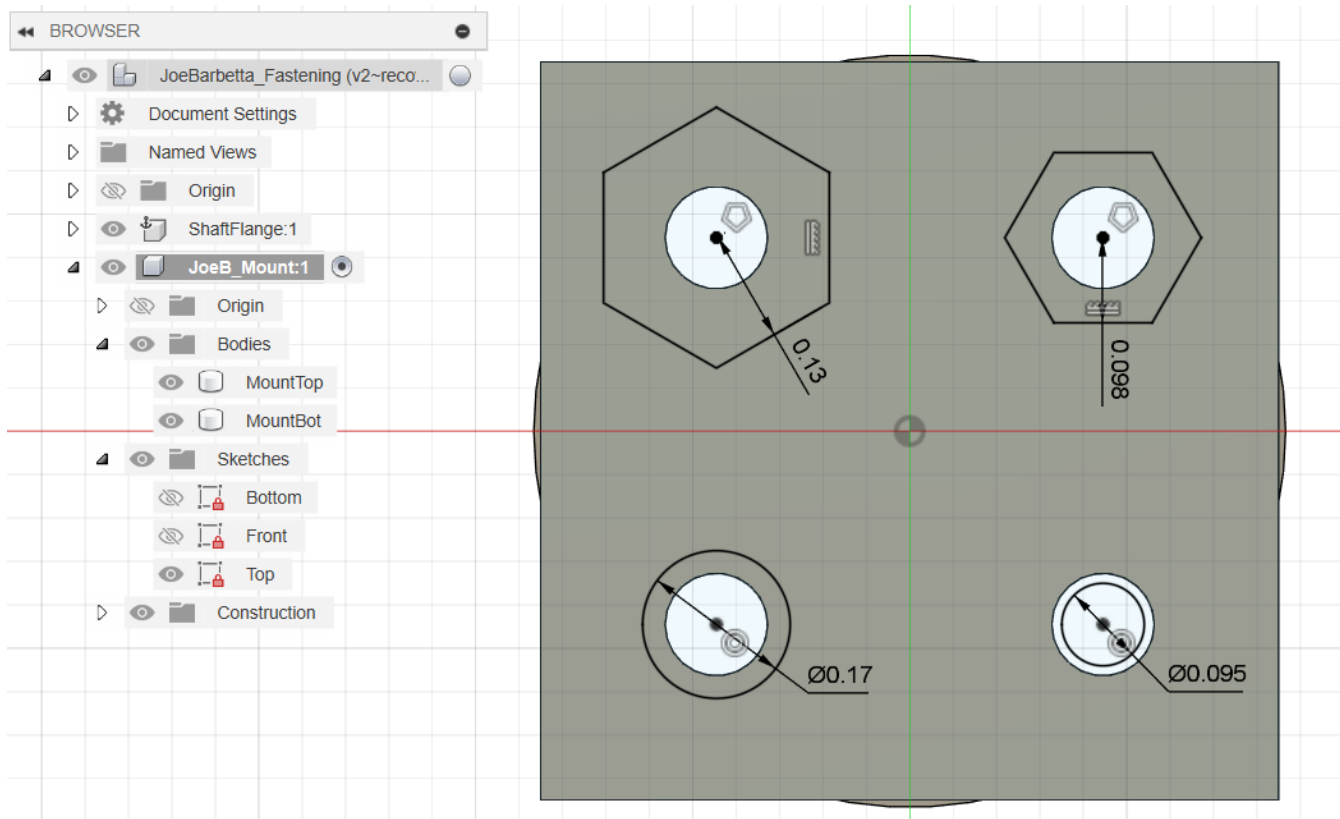 BROWSER
JoeBarbetta_Fastening (v2~reco...
Document Settings
Named Views
Origin
ShaftFlange:1
JoeB_Mount:1
Origin
Bodies
MountTop
MountBot
Sketches
Bottom
Front
Top
Construction
0.13
0.098
Ø0.17
Ø0.095